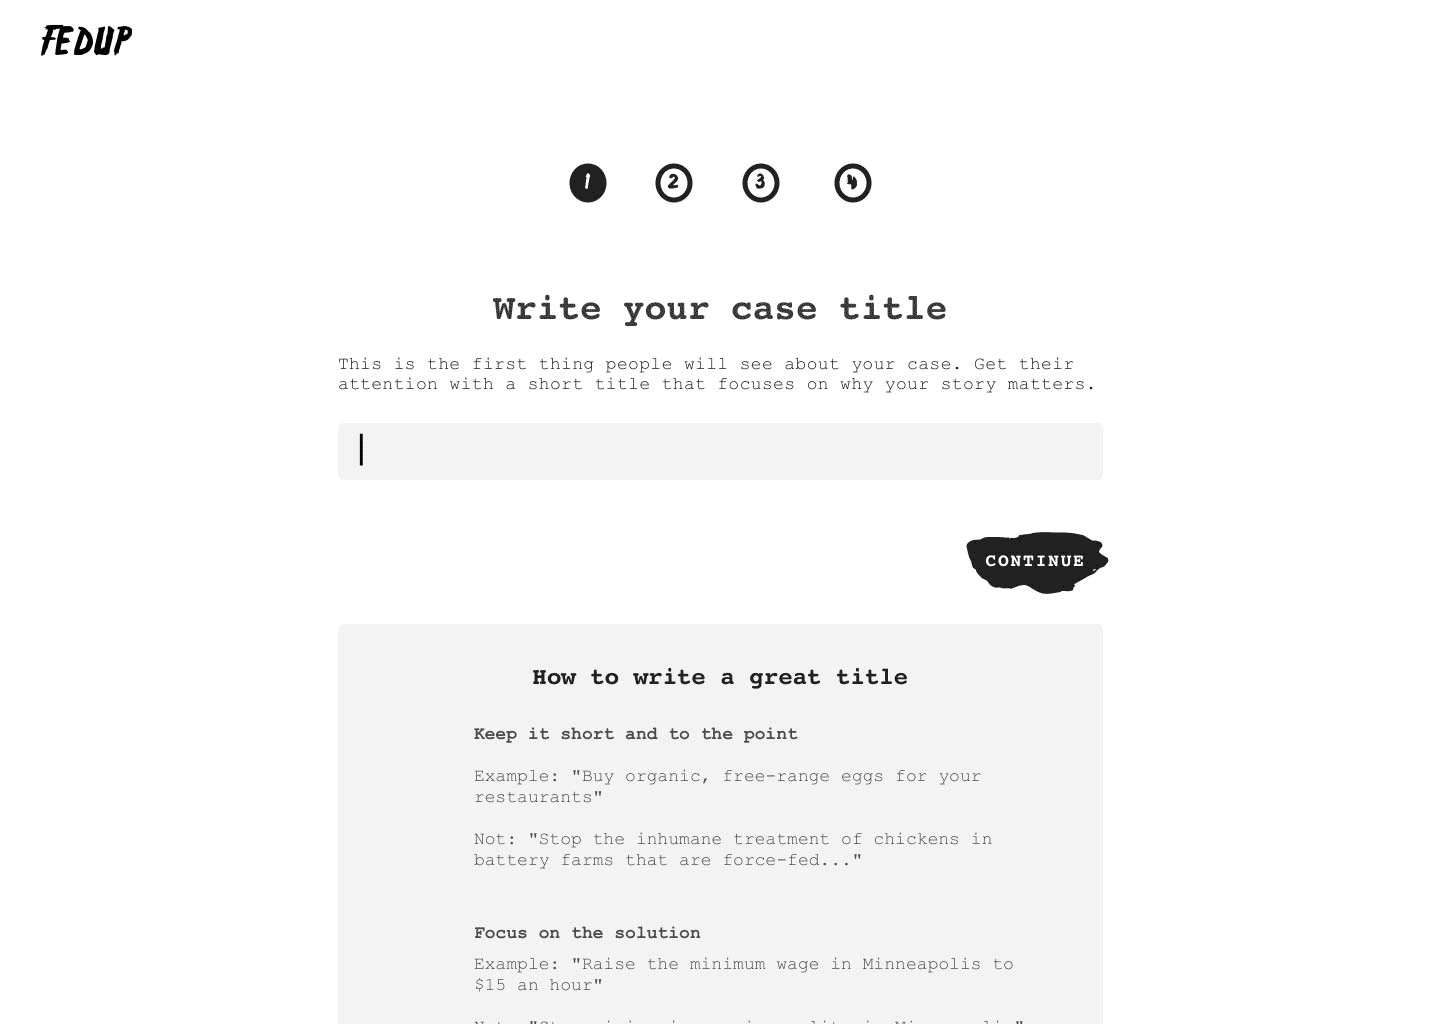 FEDUP
1 2 3 4
Write your case title
This is the first thing people will see about your case. Get their
attention with a short title that focuses on why your story matters.
CONTINUE
How to write a great title
Keep it short and to the point
Example: "Buy organic, free-range eggs for your
restaurants"
Not: "Stop the inhumane treatment of chickens in
battery farms that are force-fed..."
Focus on the solution
Example: "Raise the minimum wage in Minneapolis to
$15 an hour"